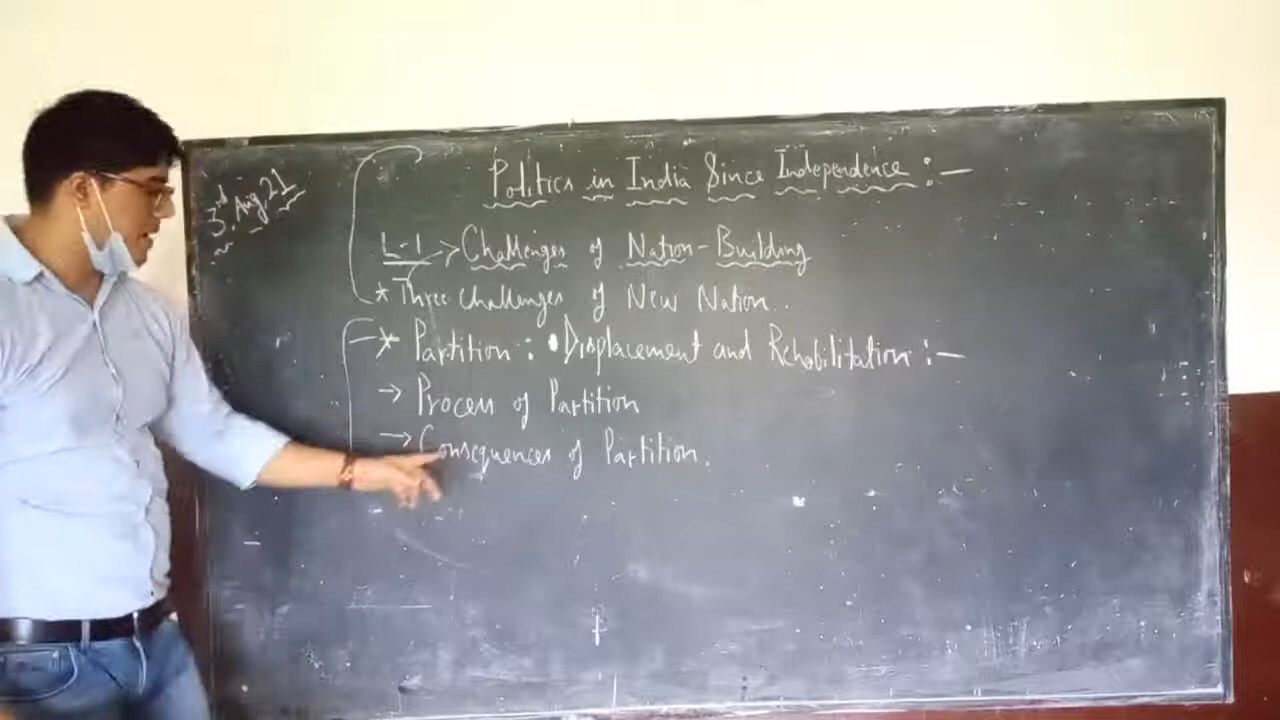 3rd. Aug, 21
Politics in India Since Independence :-
L-1 → Challenges of Nation-Building
* Three Challenges of New Nation..
* Partition : • Displacement and Rehabilitation :-
→ Process of Partition
→ Consequences of Partition.